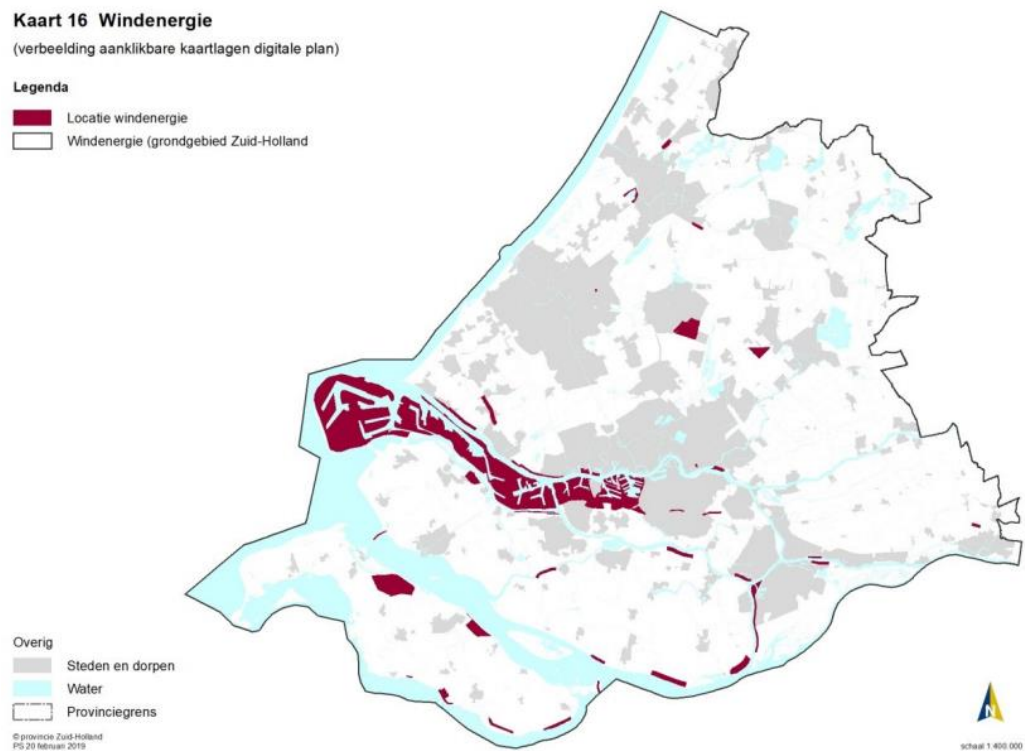 Kaart 16 Windenergie
(verbeelding aanklikbare kaartlagen digitale plan)
Legenda
Locatie windenergie
Windenergie (grondgebied Zuid-Holland
Overig
Steden en dorpen
Water
Provinciegrens
© provincie Zuid-Holland
PS 20 februari 2019
N
schaal 1:400.000